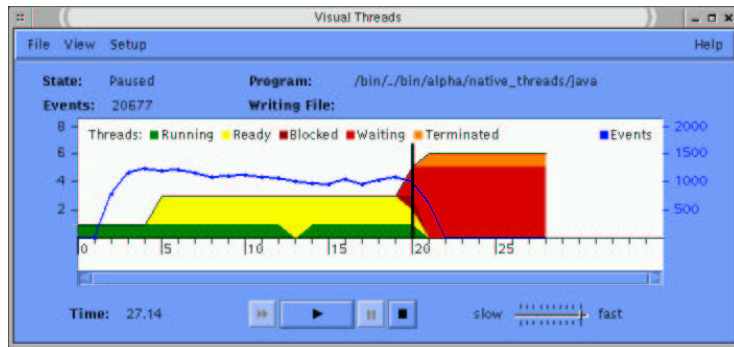 Visual Threads
File View Setup Help
State: Paused Program: /bin/../bin/alpha/native_threads/java
Events: 20677 Writing File:
Threads: Running Ready Blocked Waiting Terminated Events
8 2000
6 1500
4 1000
2 500
0 5 10 15 20 25
Time: 27.14 slow fast